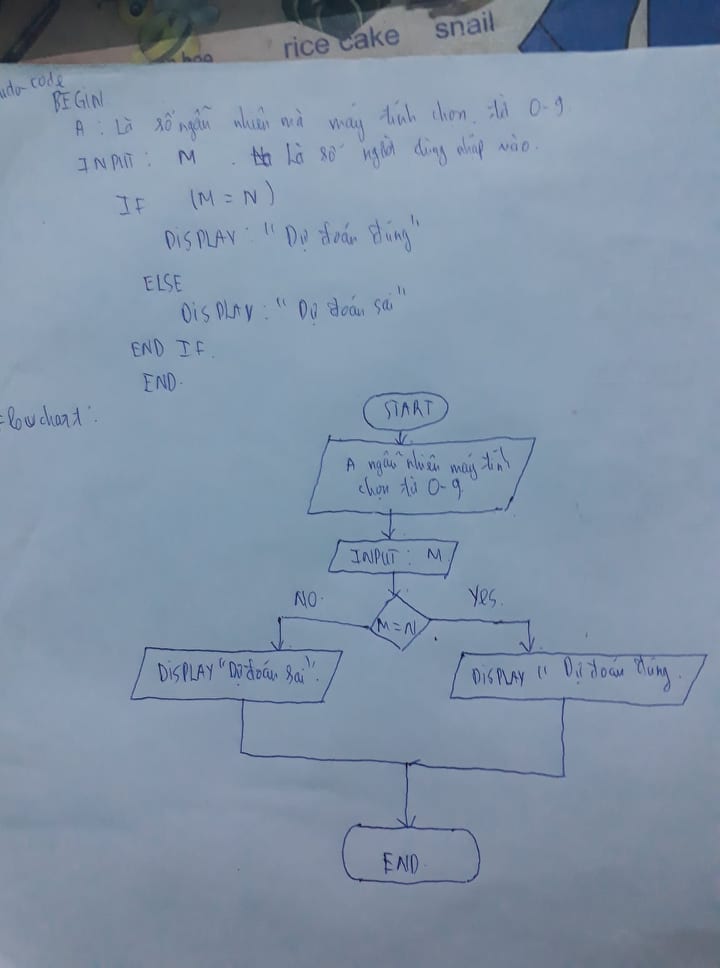 rice cake snail
udo-code
BEGIN
A : Là số ngẫu nhiên mà máy tính chọn từ 0-9.
INPUT : M . Là số người dùng nhập vào.
IF (M = N)
DISPLAY : "Dự đoán đúng"
ELSE
DISPLAY : "Dự đoán sai"
END IF.
END.
Flowchart :
START
A ngẫu nhiên máy tính
chọn từ 0-9
INPUT : M
NO. Yes.
M=N
DISPLAY "Dự đoán sai". DISPLAY " Dự đoán đúng.
END.